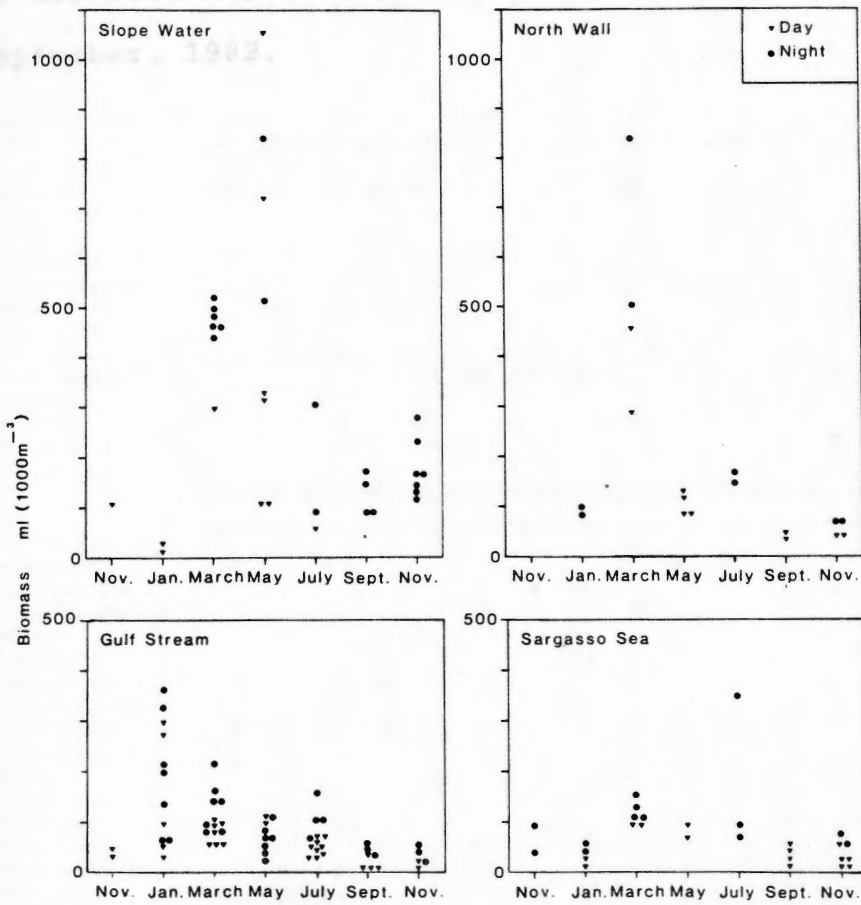 Slope Water
North Wall
▾ Day
● Night
1000
500
0
1000
500
0
Nov. Jan. March May July Sept. Nov.
Nov. Jan. March May July Sept. Nov.
Biomass ml (1000m⁻³)
Gulf Stream
Sargasso Sea
500
0
500
0
Nov. Jan. March May July Sept. Nov.
Nov. Jan. March May July Sept. Nov.
1982.